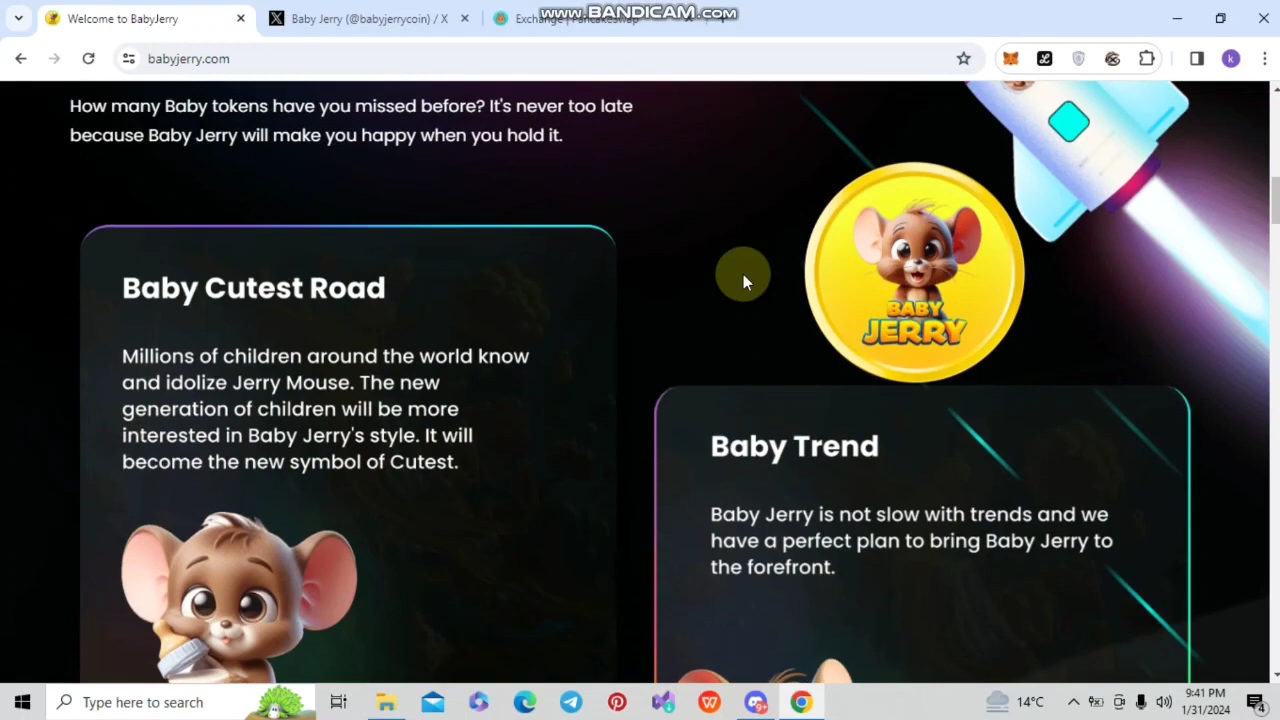 www.BANDICAM.com
Welcome to BabyJerry
Baby Jerry (@babyjerrycoin) / X
Exchange | PancakeSwap
babyjerry.com
k
How many Baby tokens have you missed before? It's never too late
because Baby Jerry will make you happy when you hold it.
BABY
JERRY
Baby Cutest Road
Millions of children around the world know
and idolize Jerry Mouse. The new
generation of children will be more
interested in Baby Jerry's style. It will
become the new symbol of Cutest.
Baby Trend
Baby Jerry is not slow with trends and we
have a perfect plan to bring Baby Jerry to
the forefront.
Type here to search
14°C
9:41 PM
1/31/2024
4